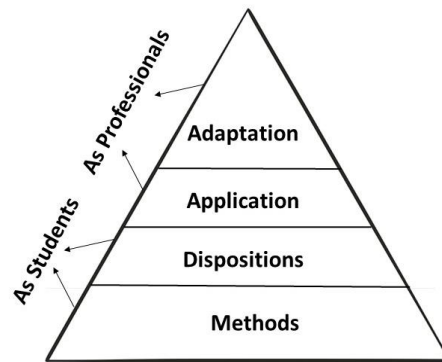 As Professionals
Adaptation
Application
As Students
Dispositions
Methods